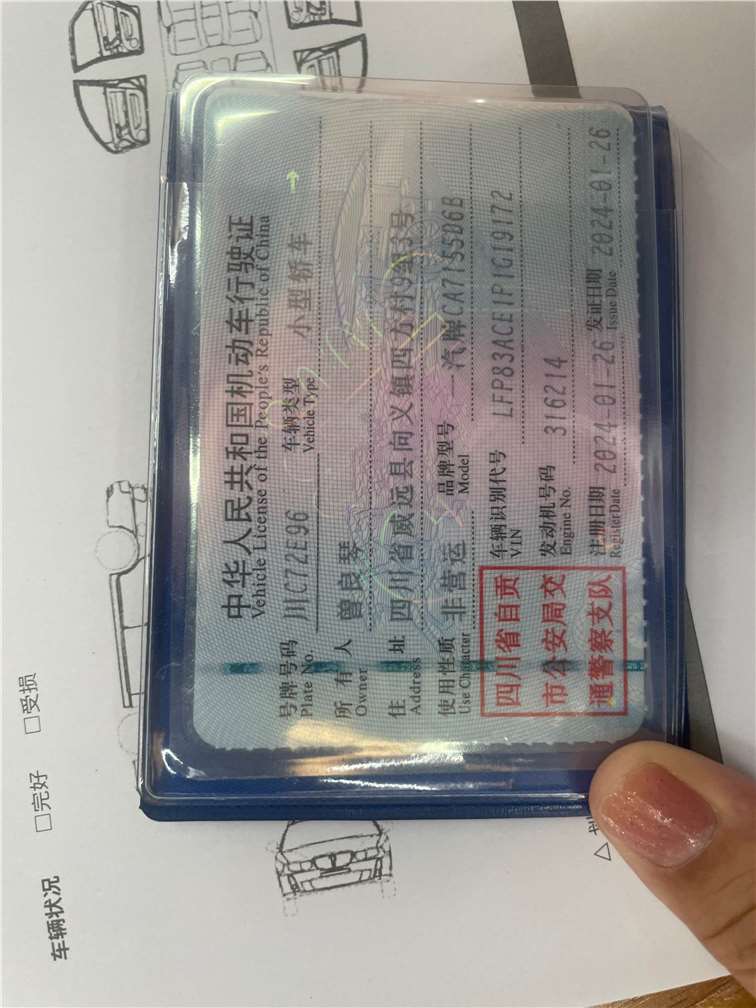 中华人民共和国机动车行驶证
Vehicle License of the People's Republic of China
号牌号码 川C72E96 车辆类型 小型轿车
Plate No. Vehicle Type
所有人 曾良琴
Owner
住址 四川省威远县向义镇四方村9组3号
Address
使用性质 非营运 品牌型号 一汽牌CA7155D6B
Use Character Model
四川省自贡
市公安局交
通警察支队
车辆识别代号 LFP83ACE1P1G19172
VIN
发动机号码 316214
Engine No.
注册日期 2024-01-26 发证日期 2024-01-26
Register Date Issue Date
车辆状况 □完好 □受损